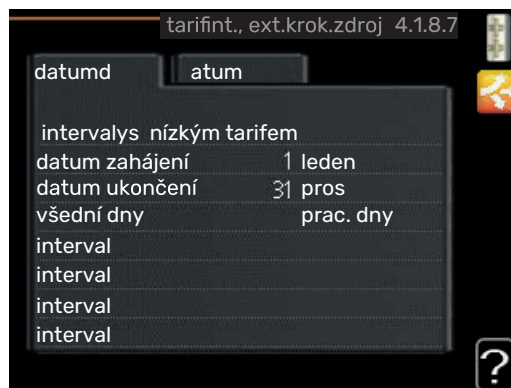 tarifint., ext.krok.zdroj 4.1.8.7
datumd atum
intervalys nízkým tarifem
datum zahájení 1 leden
datum ukončení 31 pros
všední dny prac. dny
interval
interval
interval
interval
?